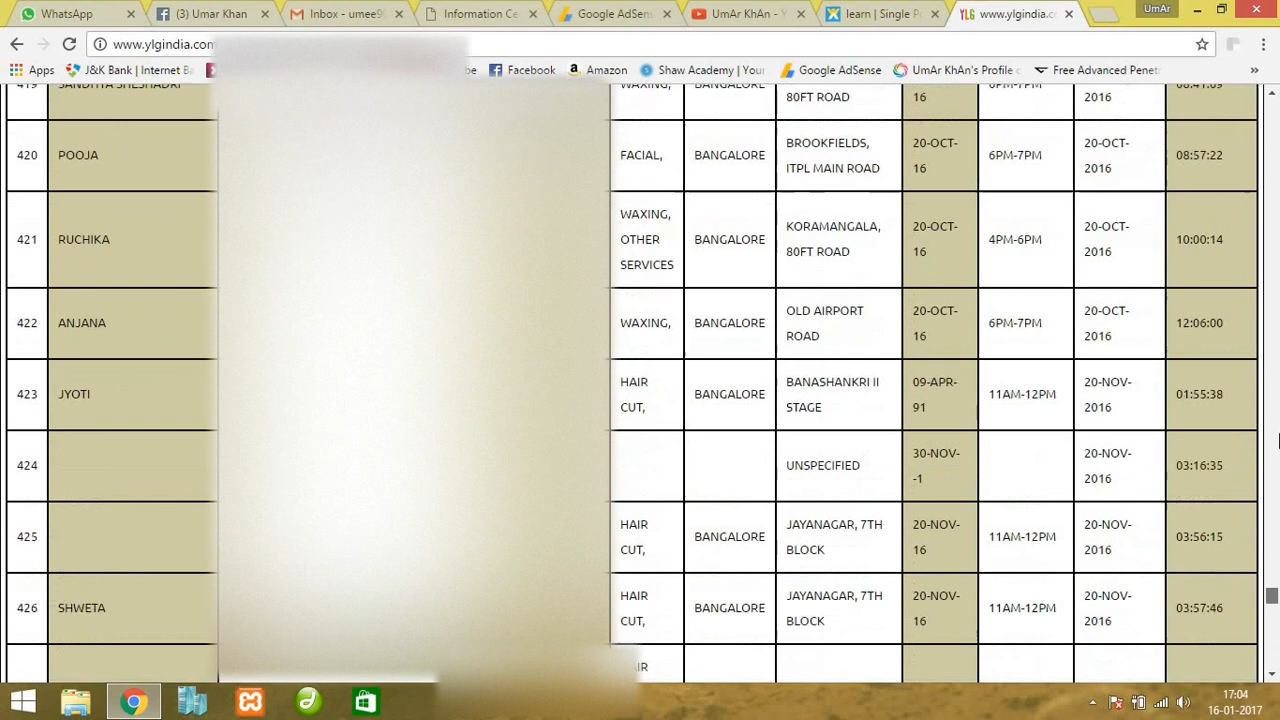 WhatsApp
(3) Umar Khan
Inbox - umee90
Information Ce
Google AdSen
UmAr KhAn - Y
learn | Single P
www.ylgindia.co
UmAr
www.ylgindia.com
Apps
J&K Bank | Internet Ba
be
Facebook
Amazon
Shaw Academy | Your
Google AdSense
UmAr KhAn's Profile
Free Advanced Penetr
419 SANDHYA SHESHADRI WAXING, BANGALORE 80FT ROAD 16 6PM-7PM 2016 08:41:09
420 POOJA FACIAL, BANGALORE BROOKFIELDS, ITPL MAIN ROAD 20-OCT-16 6PM-7PM 20-OCT-2016 08:57:22
421 RUCHIKA WAXING, OTHER SERVICES BANGALORE KORAMANGALA, 80FT ROAD 20-OCT-16 4PM-6PM 20-OCT-2016 10:00:14
422 ANJANA WAXING, BANGALORE OLD AIRPORT ROAD 20-OCT-16 6PM-7PM 20-OCT-2016 12:06:00
423 JYOTI HAIR CUT, BANGALORE BANASHANKRI II STAGE 09-APR-91 11AM-12PM 20-NOV-2016 01:55:38
424 UNSPECIFIED 30-NOV--1 20-NOV-2016 03:16:35
425 HAIR CUT, BANGALORE JAYANAGAR, 7TH BLOCK 20-NOV-16 11AM-12PM 20-NOV-2016 03:56:15
426 SHWETA HAIR CUT, BANGALORE JAYANAGAR, 7TH BLOCK 20-NOV-16 11AM-12PM 20-NOV-2016 03:57:46
HAIR
17:04
16-01-2017